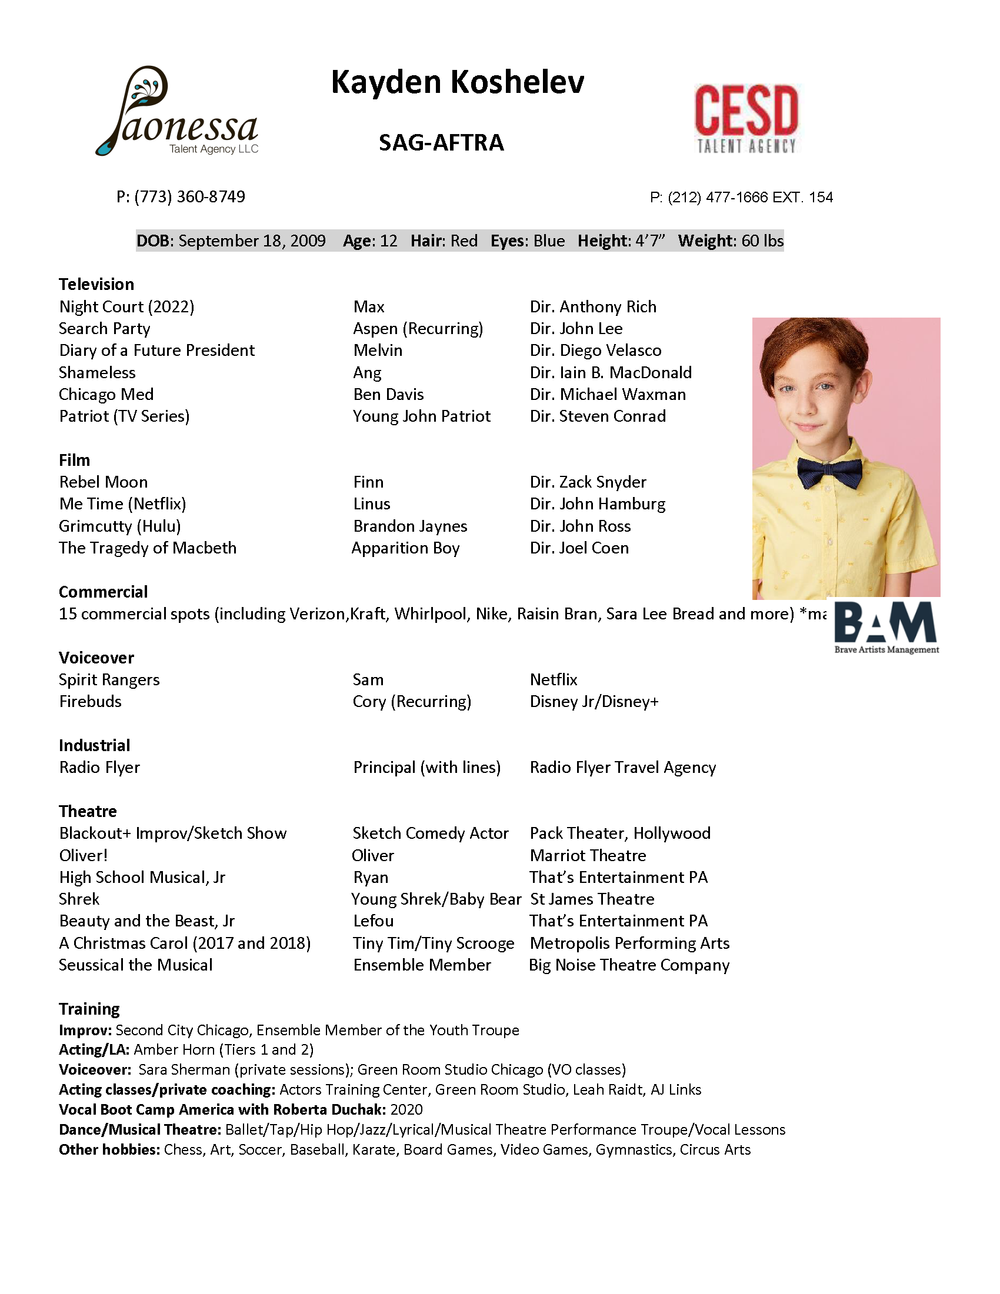 Kayden Koshelev
Paonessa
Talent Agency LLC
SAG-AFTRA
CESD
TALENT AGENCY
P: (773) 360-8749 P: (212) 477-1666 EXT. 154
DOB: September 18, 2009 Age: 12 Hair: Red Eyes: Blue Height: 4’7” Weight: 60 lbs
Television
Night Court (2022) Max Dir. Anthony Rich
Search Party Aspen (Recurring) Dir. John Lee
Diary of a Future President Melvin Dir. Diego Velasco
Shameless Ang Dir. Iain B. MacDonald
Chicago Med Ben Davis Dir. Michael Waxman
Patriot (TV Series) Young John Patriot Dir. Steven Conrad
Film
Rebel Moon Finn Dir. Zack Snyder
Me Time (Netflix) Linus Dir. John Hamburg
Grimcutty (Hulu) Brandon Jaynes Dir. John Ross
The Tragedy of Macbeth Apparition Boy Dir. Joel Coen
Commercial
15 commercial spots (including Verizon,Kraft, Whirlpool, Nike, Raisin Bran, Sara Lee Bread and more)
BAM
Brave Artists Management
Voiceover
Spirit Rangers Sam Netflix
Firebuds Cory (Recurring) Disney Jr/Disney+
Industrial
Radio Flyer Principal (with lines) Radio Flyer Travel Agency
Theatre
Blackout+ Improv/Sketch Show Sketch Comedy Actor Pack Theater, Hollywood
Oliver! Oliver Marriot Theatre
High School Musical, Jr Ryan That’s Entertainment PA
Shrek Young Shrek/Baby Bear St James Theatre
Beauty and the Beast, Jr Lefou That’s Entertainment PA
A Christmas Carol (2017 and 2018) Tiny Tim/Tiny Scrooge Metropolis Performing Arts
Seussical the Musical Ensemble Member Big Noise Theatre Company
Training
Improv: Second City Chicago, Ensemble Member of the Youth Troupe
Acting/LA: Amber Horn (Tiers 1 and 2)
Voiceover: Sara Sherman (private sessions); Green Room Studio Chicago (VO classes)
Acting classes/private coaching: Actors Training Center, Green Room Studio, Leah Raidt, AJ Links
Vocal Boot Camp America with Roberta Duchak: 2020
Dance/Musical Theatre: Ballet/Tap/Hip Hop/Jazz/Lyrical/Musical Theatre Performance Troupe/Vocal Lessons
Other hobbies: Chess, Art, Soccer, Baseball, Karate, Board Games, Video Games, Gymnastics, Circus Arts